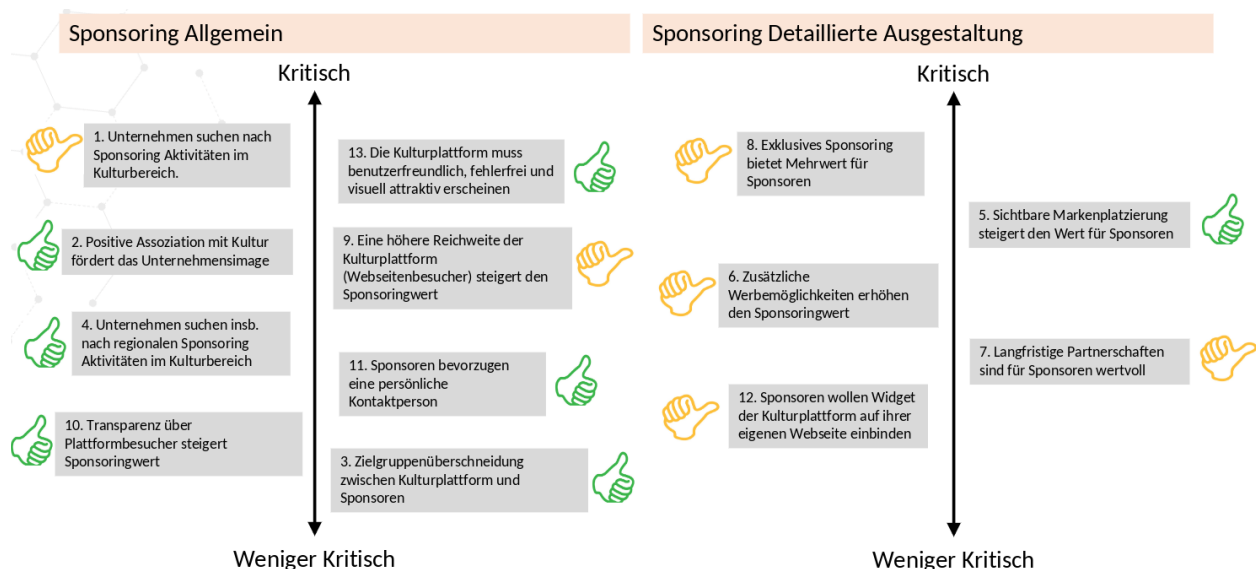 Sponsoring Allgemein
Kritisch
1. Unternehmen suchen nach
Sponsoring Aktivitäten im
Kulturbereich.
13. Die Kulturplattform muss
benutzerfreundlich, fehlerfrei und
visuell attraktiv erscheinen
2. Positive Assoziation mit Kultur
fördert das Unternehmensimage
9. Eine höhere Reichweite der
Kulturplattform
(Webseitenbesucher) steigert den
Sponsoringwert
4. Unternehmen suchen insb.
nach regionalen Sponsoring
Aktivitäten im Kulturbereich
11. Sponsoren bevorzugen
eine persönliche
Kontaktperson
10. Transparenz über
Plattformbesucher steigert
Sponsoringwert
3. Zielgruppenüberschneidung
zwischen Kulturplattform und
Sponsoren
Weniger Kritisch
Sponsoring Detaillierte Ausgestaltung
Kritisch
8. Exklusives Sponsoring
bietet Mehrwert für
Sponsoren
5. Sichtbare Markenplatzierung
steigert den Wert für Sponsoren
6. Zusätzliche
Werbemöglichkeiten erhöhen
den Sponsoringwert
7. Langfristige Partnerschaften
sind für Sponsoren wertvoll
12. Sponsoren wollen Widget
der Kulturplattform auf ihrer
eigenen Webseite einbinden
Weniger Kritisch